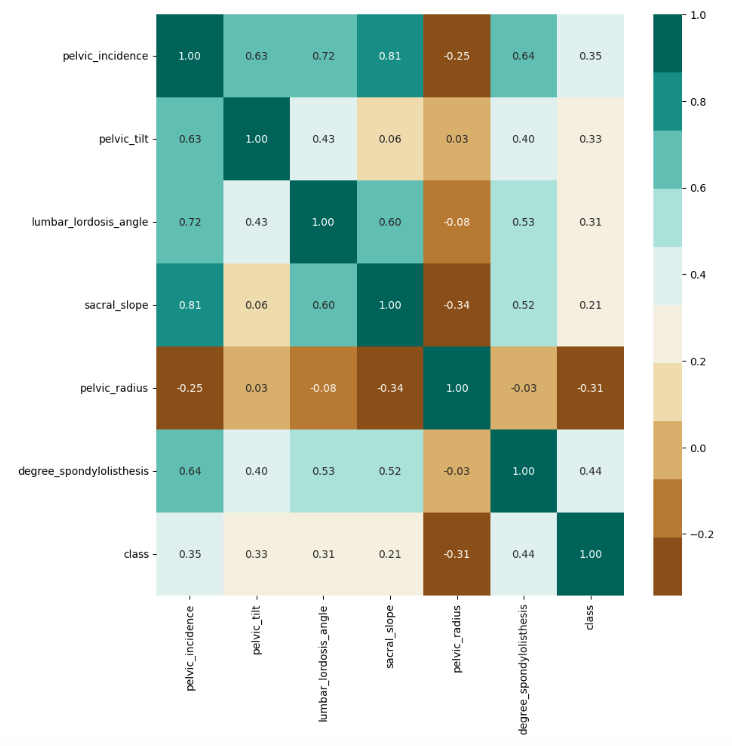 pelvic_incidence 1.00 0.63 0.72 0.81 -0.25 0.64 0.35
pelvic_tilt 0.63 1.00 0.43 0.06 0.03 0.40 0.33
lumbar_lordosis_angle 0.72 0.43 1.00 0.60 -0.08 0.53 0.31
sacral_slope 0.81 0.06 0.60 1.00 -0.34 0.52 0.21
pelvic_radius -0.25 0.03 -0.08 -0.34 1.00 -0.03 -0.31
degree_spondylolisthesis 0.64 0.40 0.53 0.52 -0.03 1.00 0.44
class 0.35 0.33 0.31 0.21 -0.31 0.44 1.00
pelvic_incidence
pelvic_tilt
lumbar_lordosis_angle
sacral_slope
pelvic_radius
degree_spondylolisthesis
class
1.0
0.8
0.6
0.4
0.2
0.0
−0.2